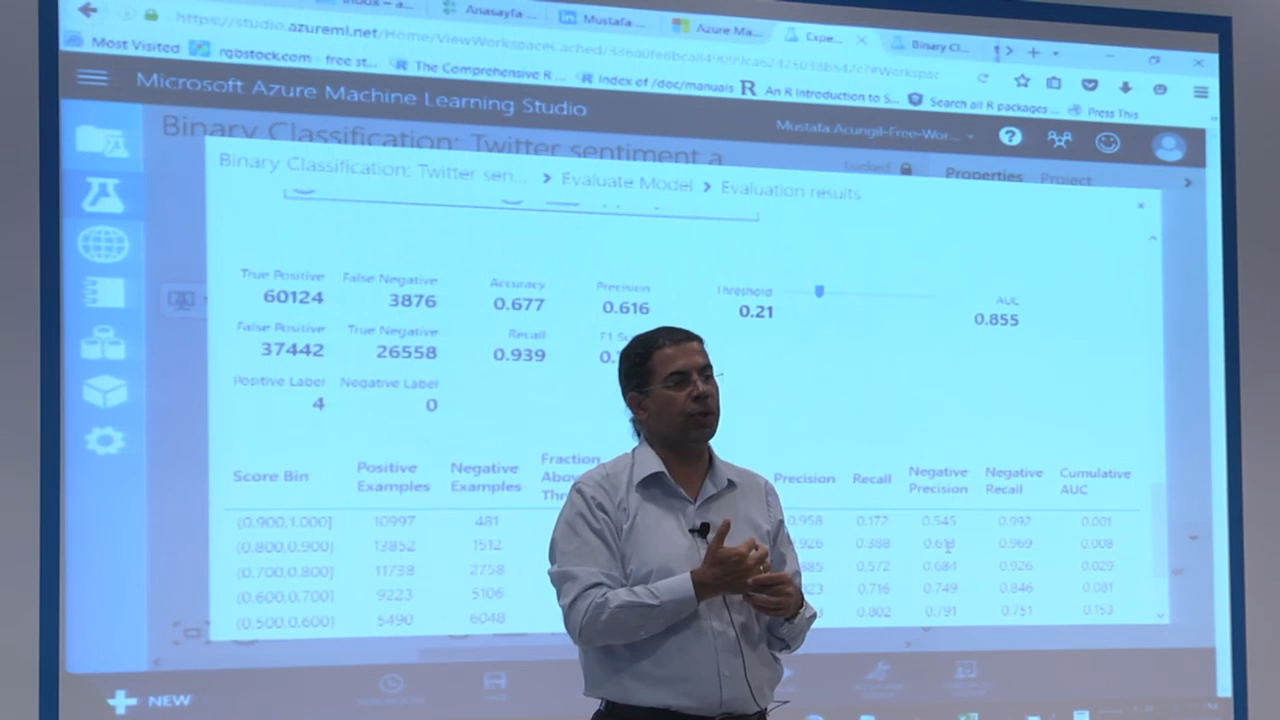 Anasayfa ...
Mustafa ...
Azure Ma...
Expe...
Binary Cl...
Most Visited
rgbstock.com - free st...
The Comprehensive R ...
Index of /doc/manuals
An R Introduction to S...
Search all R packages ...
Press This
Microsoft Azure Machine Learning Studio
Mustafa Acungil-Free-Wor...
Binary Classification: Twitter sentiment a
Locked
Properties Project
Binary Classification: Twitter sen... > Evaluate Model > Evaluation results
True Positive False Negative Accuracy Precision Threshold AUC
60124 3876 0.677 0.616 0.21 0.855
False Positive True Negative Recall F1
37442 26558 0.939
Positive Label Negative Label
4 0
Score Bin Positive Examples Negative Examples Fraction Precision Recall Negative Precision Negative Recall Cumulative AUC
(0.900,1.000] 10997 481 0.958 0.172 0.545 0.992 0.001
(0.800,0.900] 13852 1512 0.388 0.969 0.008
(0.700,0.800] 11738 2758 0.572 0.684 0.926 0.029
(0.600,0.700] 9223 5106 0.716 0.749 0.846 0.081
(0.500,0.600] 5490 6048 0.802 0.791 0.751 0.153
NEW